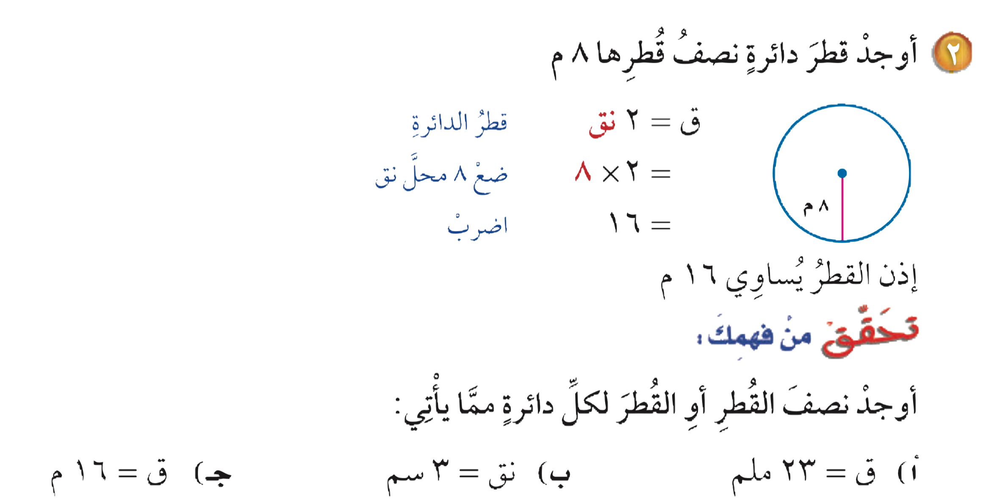 ٢ أوجدْ قطرَ دائرةٍ نصفُ قُطرِها ٨ م
ق = ٢ نق قطرُ الدائرةِ
= ٢ × ٨ ضعْ ٨ محلَّ نق
= ١٦ اضربْ
٨ م
إذن القطرُ يُساوِي ١٦ م
تحَقَّقْ منْ فهمِكَ:
أوجدْ نصفَ القُطرِ أوِ القُطرَ لكلِّ دائرةٍ ممَّا يأْتِي:
أ) ق = ٢٣ ملم ب) نق = ٣ سم جـ) ق = ١٦ م